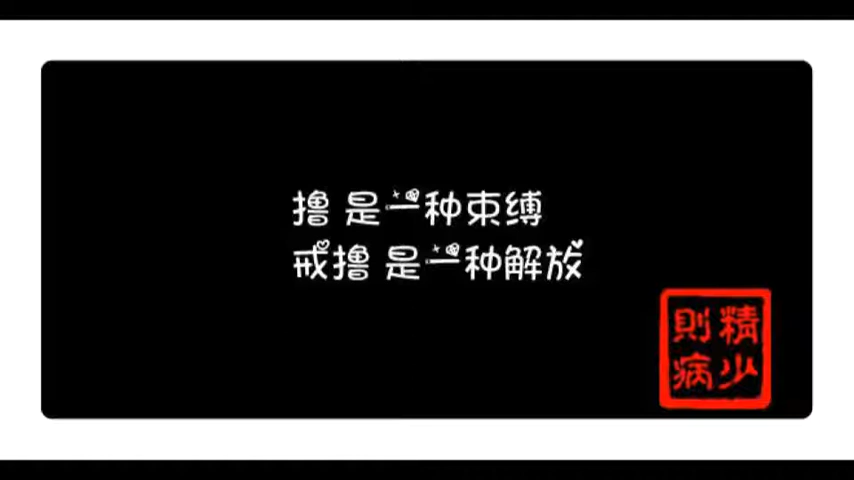 撸 是一种束缚
戒撸 是一种解放
精少
則病